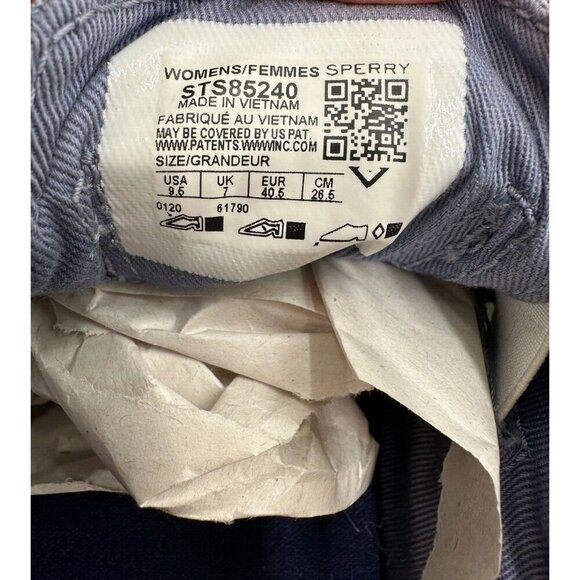 WOMENS/FEMMES SPERRY
STS85240
MADE IN VIETNAM
FABRIQUÉ AU VIETNAM
MAY BE COVERED BY US PAT.
WWW.PATENTS.WWWINC.COM
SIZE/GRANDEUR
USA UK EUR CM
9.5 7 40.5 26.5
0120 61790